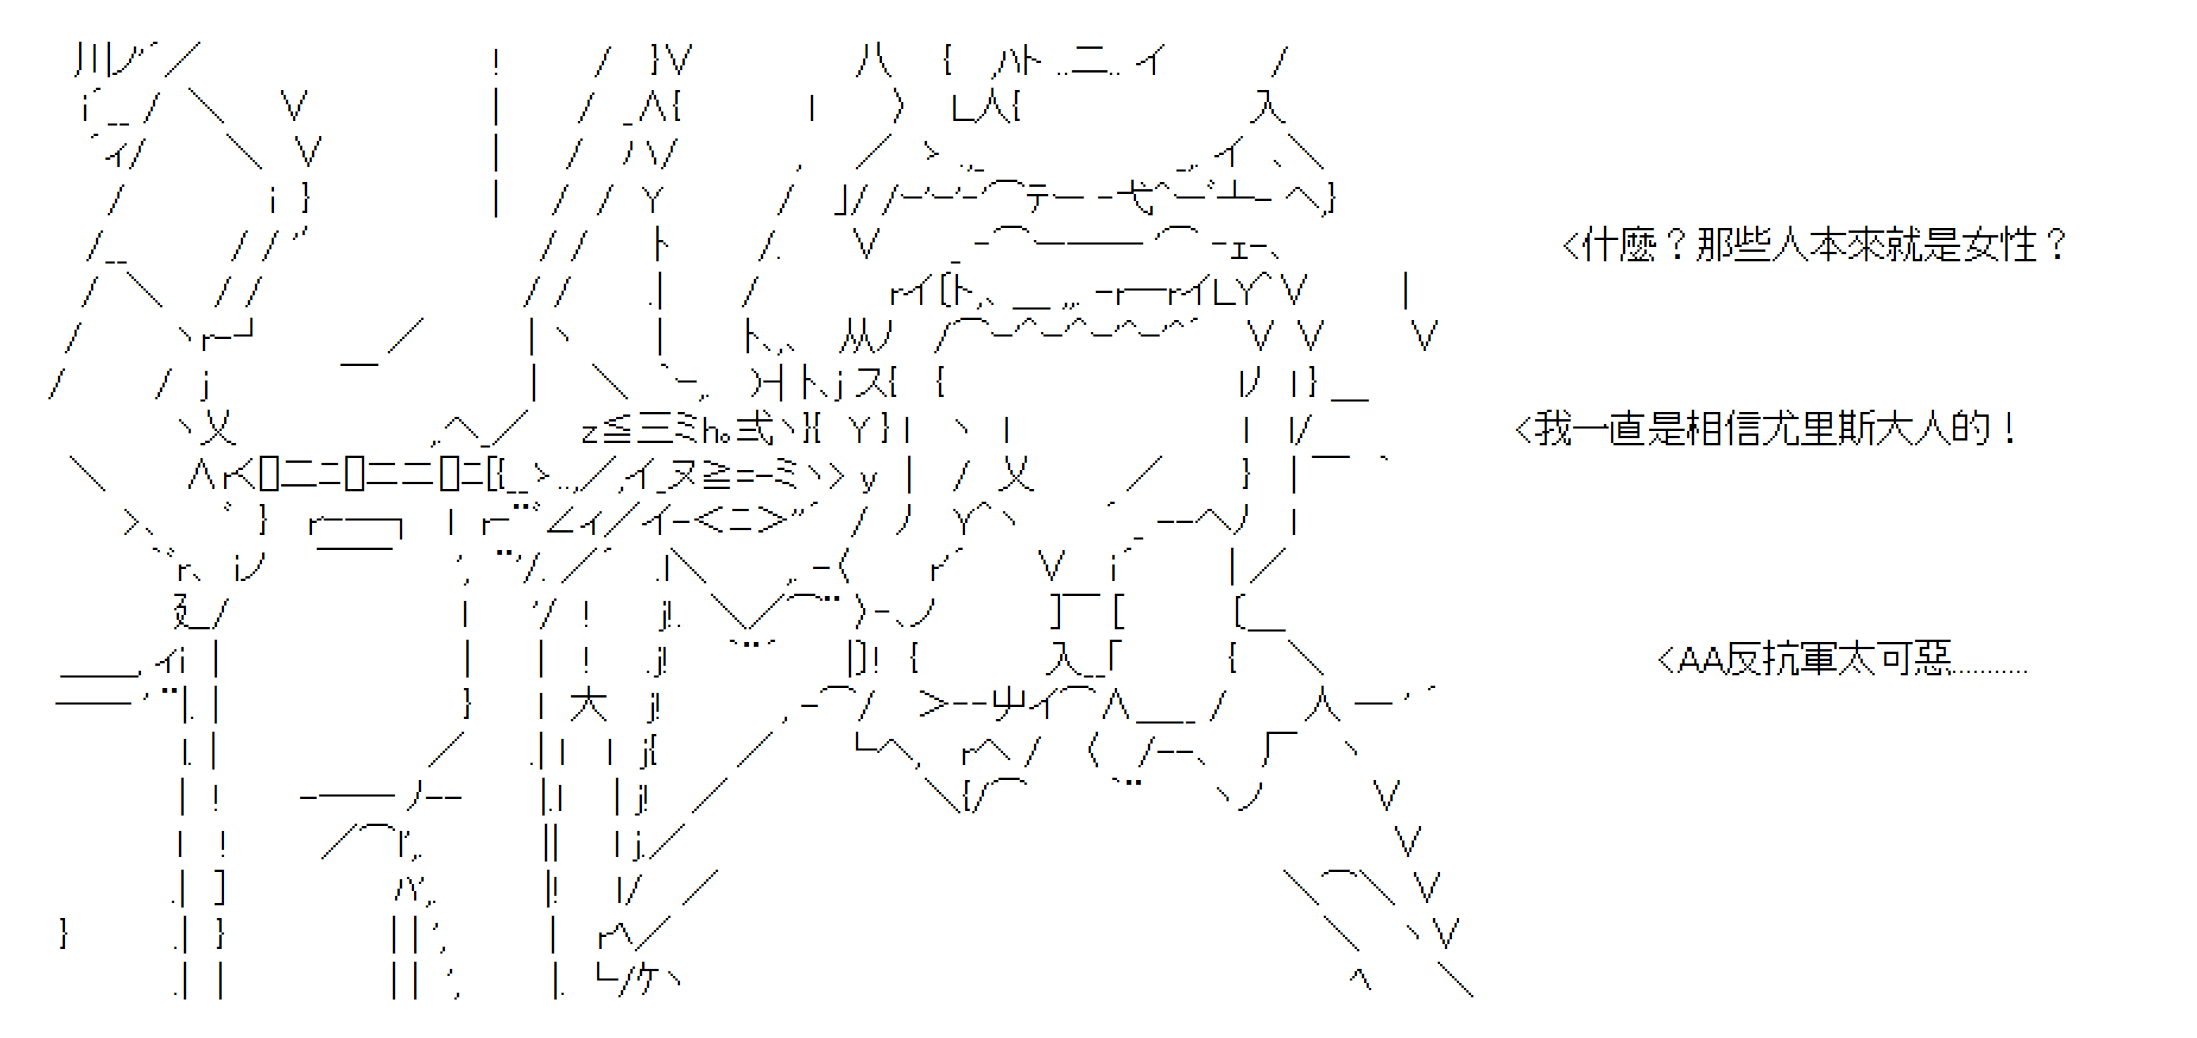 <什麼？那些人本來就是女性？
<我一直是相信尤里斯大人的！
<AA反抗軍太可惡...........